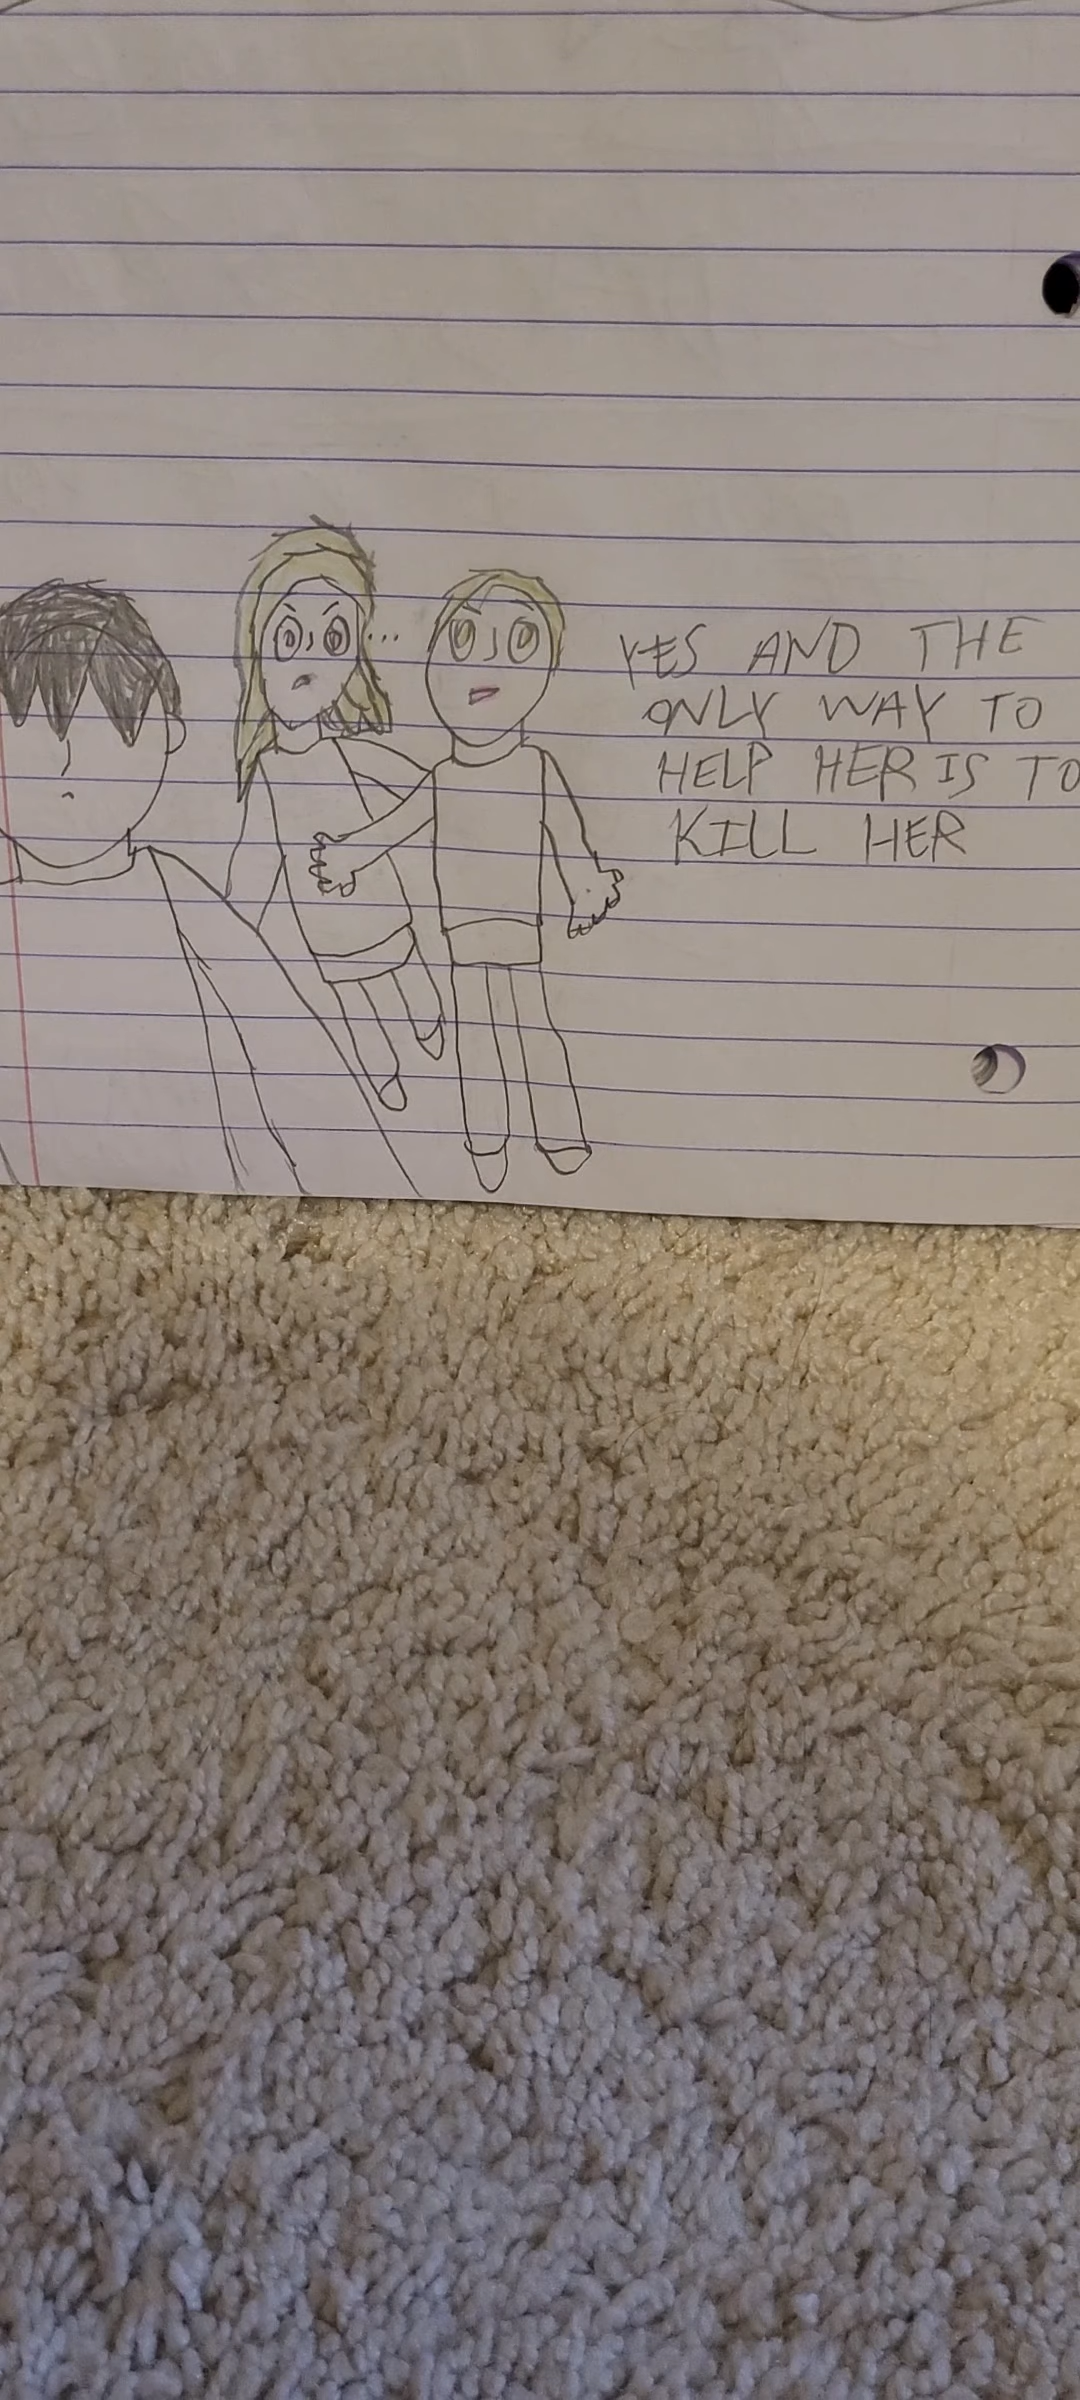 ...
YES AND THE
ONLY WAY TO
HELP HER IS TO
KILL HER